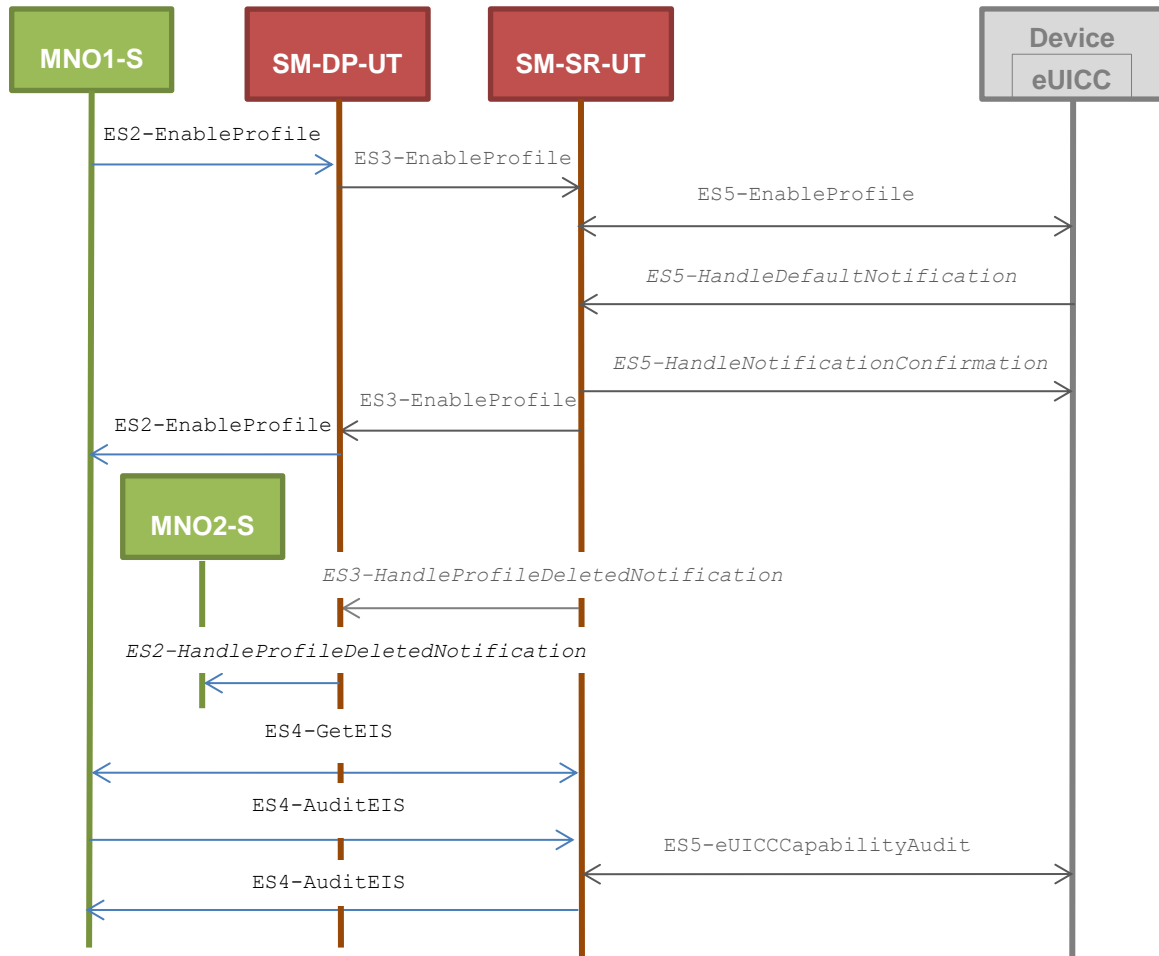 MNO1-S
SM-DP-UT
SM-SR-UT
Device
eUICC
ES2-EnableProfile
ES3-EnableProfile
ES5-EnableProfile
ES5-HandleDefaultNotification
ES5-HandleNotificationConfirmation
ES3-EnableProfile
ES2-EnableProfile
MNO2-S
ES3-HandleProfileDeletedNotification
ES2-HandleProfileDeletedNotification
ES4-GetEIS
ES4-AuditEIS
ES5-eUICCCapabilityAudit
ES4-AuditEIS